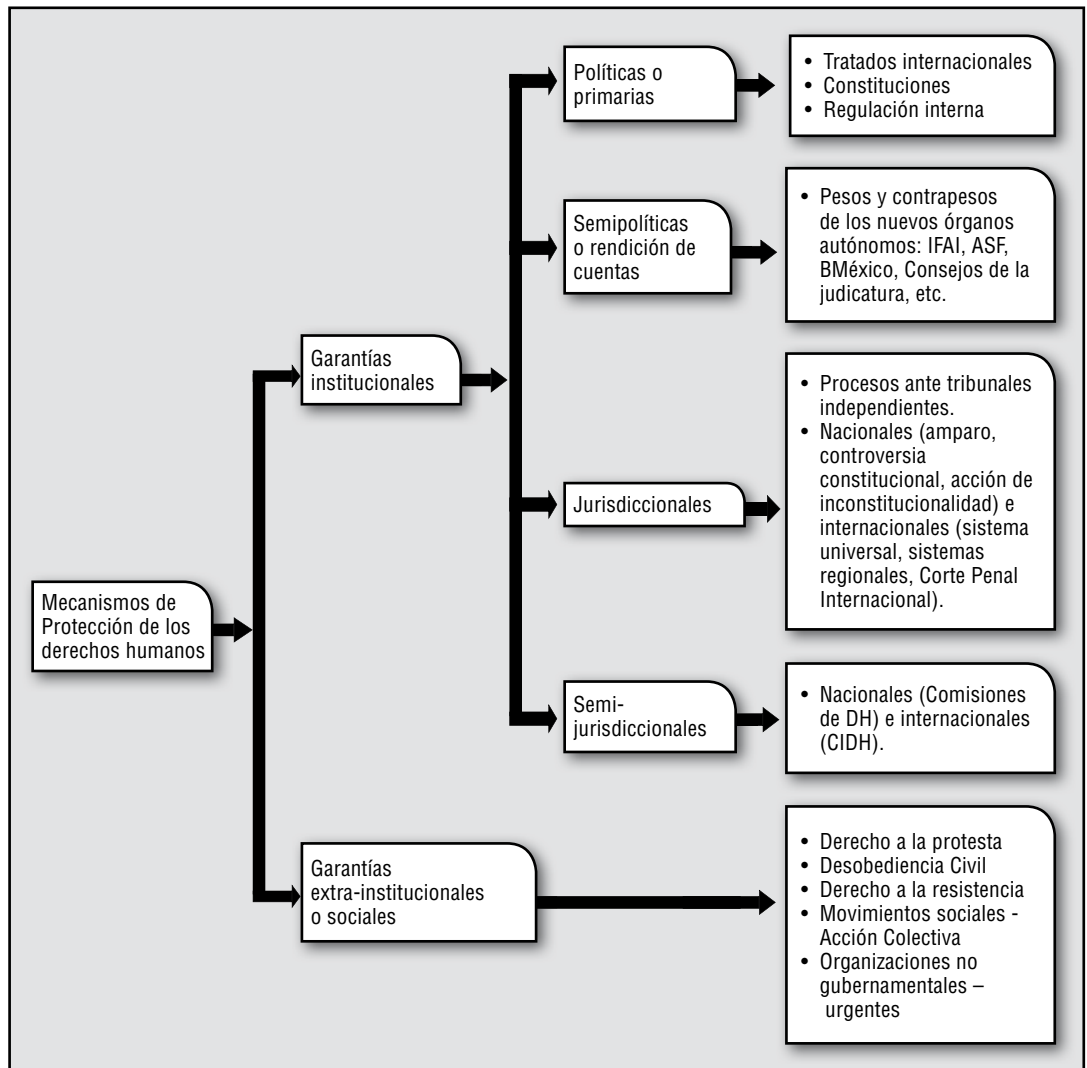 Mecanismos de
Protección de los
derechos humanos
Garantías
institucionales
Políticas o
primarias
• Tratados internacionales
• Constituciones
• Regulación interna
Semipolíticas
o rendición de
cuentas
• Pesos y contrapesos
de los nuevos órganos
autónomos: IFAI, ASF,
BMéxico, Consejos de la
judicatura, etc.
Jurisdiccionales
• Procesos ante tribunales
independientes.
• Nacionales (amparo,
controversia
constitucional, acción de
inconstitucionalidad) e
internacionales (sistema
universal, sistemas
regionales, Corte Penal
Internacional).
Semi-
jurisdiccionales
• Nacionales (Comisiones
de DH) e internacionales
(CIDH).
Garantías
extra-institucionales
o sociales
• Derecho a la protesta
• Desobediencia Civil
• Derecho a la resistencia
• Movimientos sociales -
Acción Colectiva
• Organizaciones no
gubernamentales –
urgentes